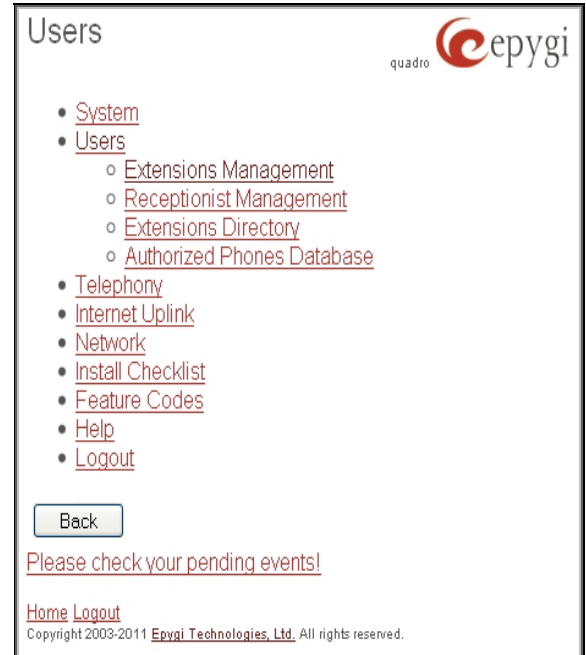 Users
quadro epygi
System
Users
Extensions Management
Receptionist Management
Extensions Directory
Authorized Phones Database
Telephony
Internet Uplink
Network
Install Checklist
Feature Codes
Help
Logout
Back
Please check your pending events!
Home Logout
Copyright 2003-2011 Epygi Technologies, Ltd. All rights reserved.